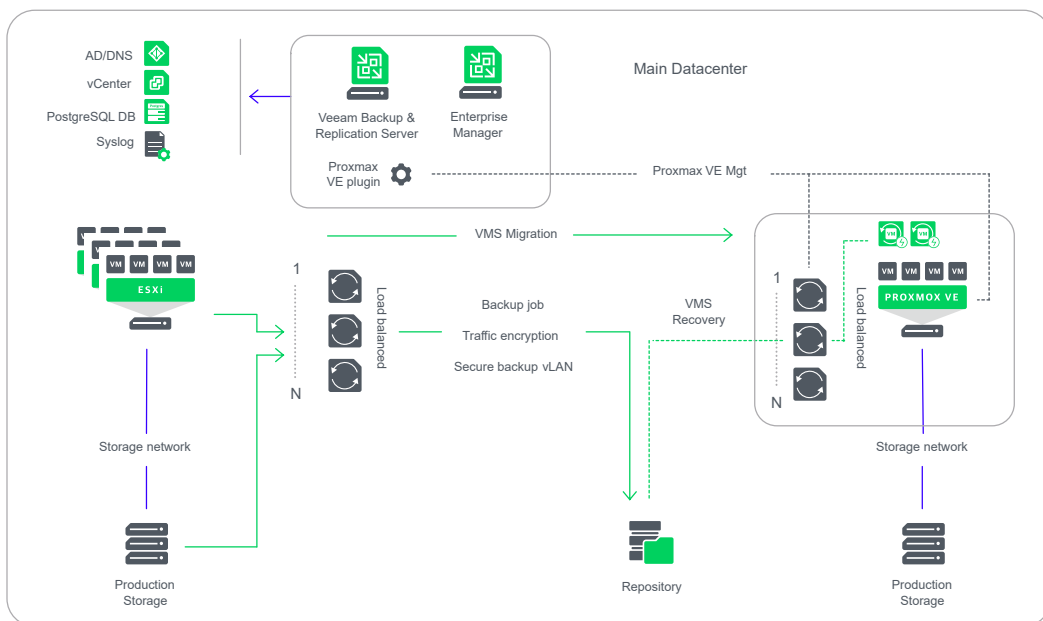 AD/DNS
vCenter
PostgreSQL DB
Syslog
Veeam Backup &
Replication Server
Enterprise
Manager
Proxmax
VE plugin
Main Datacenter
Proxmax VE Mgt
VMS Migration
VM VM VM VM
ESXi
1
N
Load balanced
Backup job
Traffic encryption
Secure backup vLAN
VMS
Recovery
1
N
Load balanced
VM VM
VM VM VM VM
PROXMOX VE
Storage network
Storage network
Production
Storage
Repository
Production
Storage